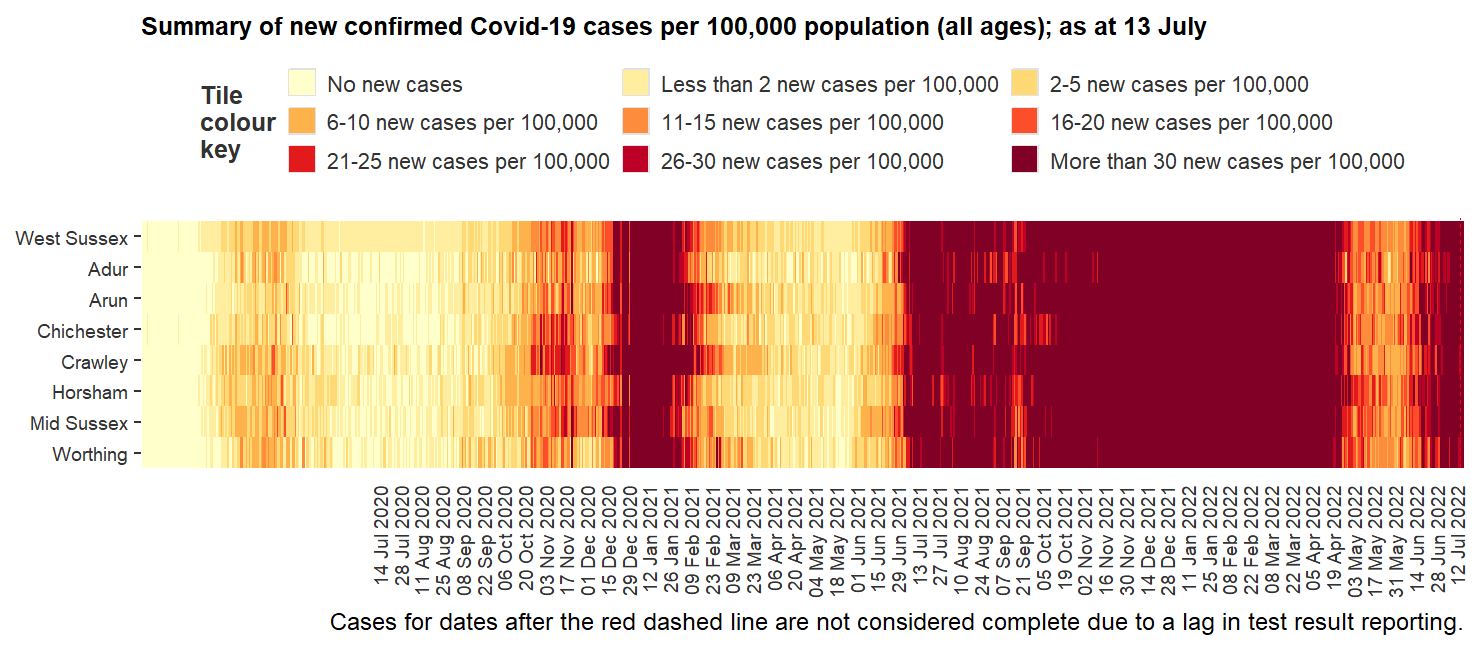 Summary of new confirmed Covid-19 cases per 100,000 population (all ages); as at 13 July
Tile
colour
key
No new cases
Less than 2 new cases per 100,000
2-5 new cases per 100,000
6-10 new cases per 100,000
11-15 new cases per 100,000
16-20 new cases per 100,000
21-25 new cases per 100,000
26-30 new cases per 100,000
More than 30 new cases per 100,000
West Sussex
Adur
Arun
Chichester
Crawley
Horsham
Mid Sussex
Worthing
14 Jul 2020
28 Jul 2020
11 Aug 2020
25 Aug 2020
08 Sep 2020
22 Sep 2020
06 Oct 2020
20 Oct 2020
03 Nov 2020
17 Nov 2020
01 Dec 2020
15 Dec 2020
29 Dec 2020
12 Jan 2021
26 Jan 2021
09 Feb 2021
23 Feb 2021
09 Mar 2021
23 Mar 2021
06 Apr 2021
20 Apr 2021
04 May 2021
18 May 2021
01 Jun 2021
15 Jun 2021
29 Jun 2021
13 Jul 2021
27 Jul 2021
10 Aug 2021
24 Aug 2021
07 Sep 2021
21 Sep 2021
05 Oct 2021
19 Oct 2021
02 Nov 2021
16 Nov 2021
30 Nov 2021
14 Dec 2021
28 Dec 2021
11 Jan 2022
25 Jan 2022
08 Feb 2022
22 Feb 2022
08 Mar 2022
22 Mar 2022
05 Apr 2022
19 Apr 2022
03 May 2022
17 May 2022
31 May 2022
14 Jun 2022
28 Jun 2022
12 Jul 2022
Cases for dates after the red dashed line are not considered complete due to a lag in test result reporting.